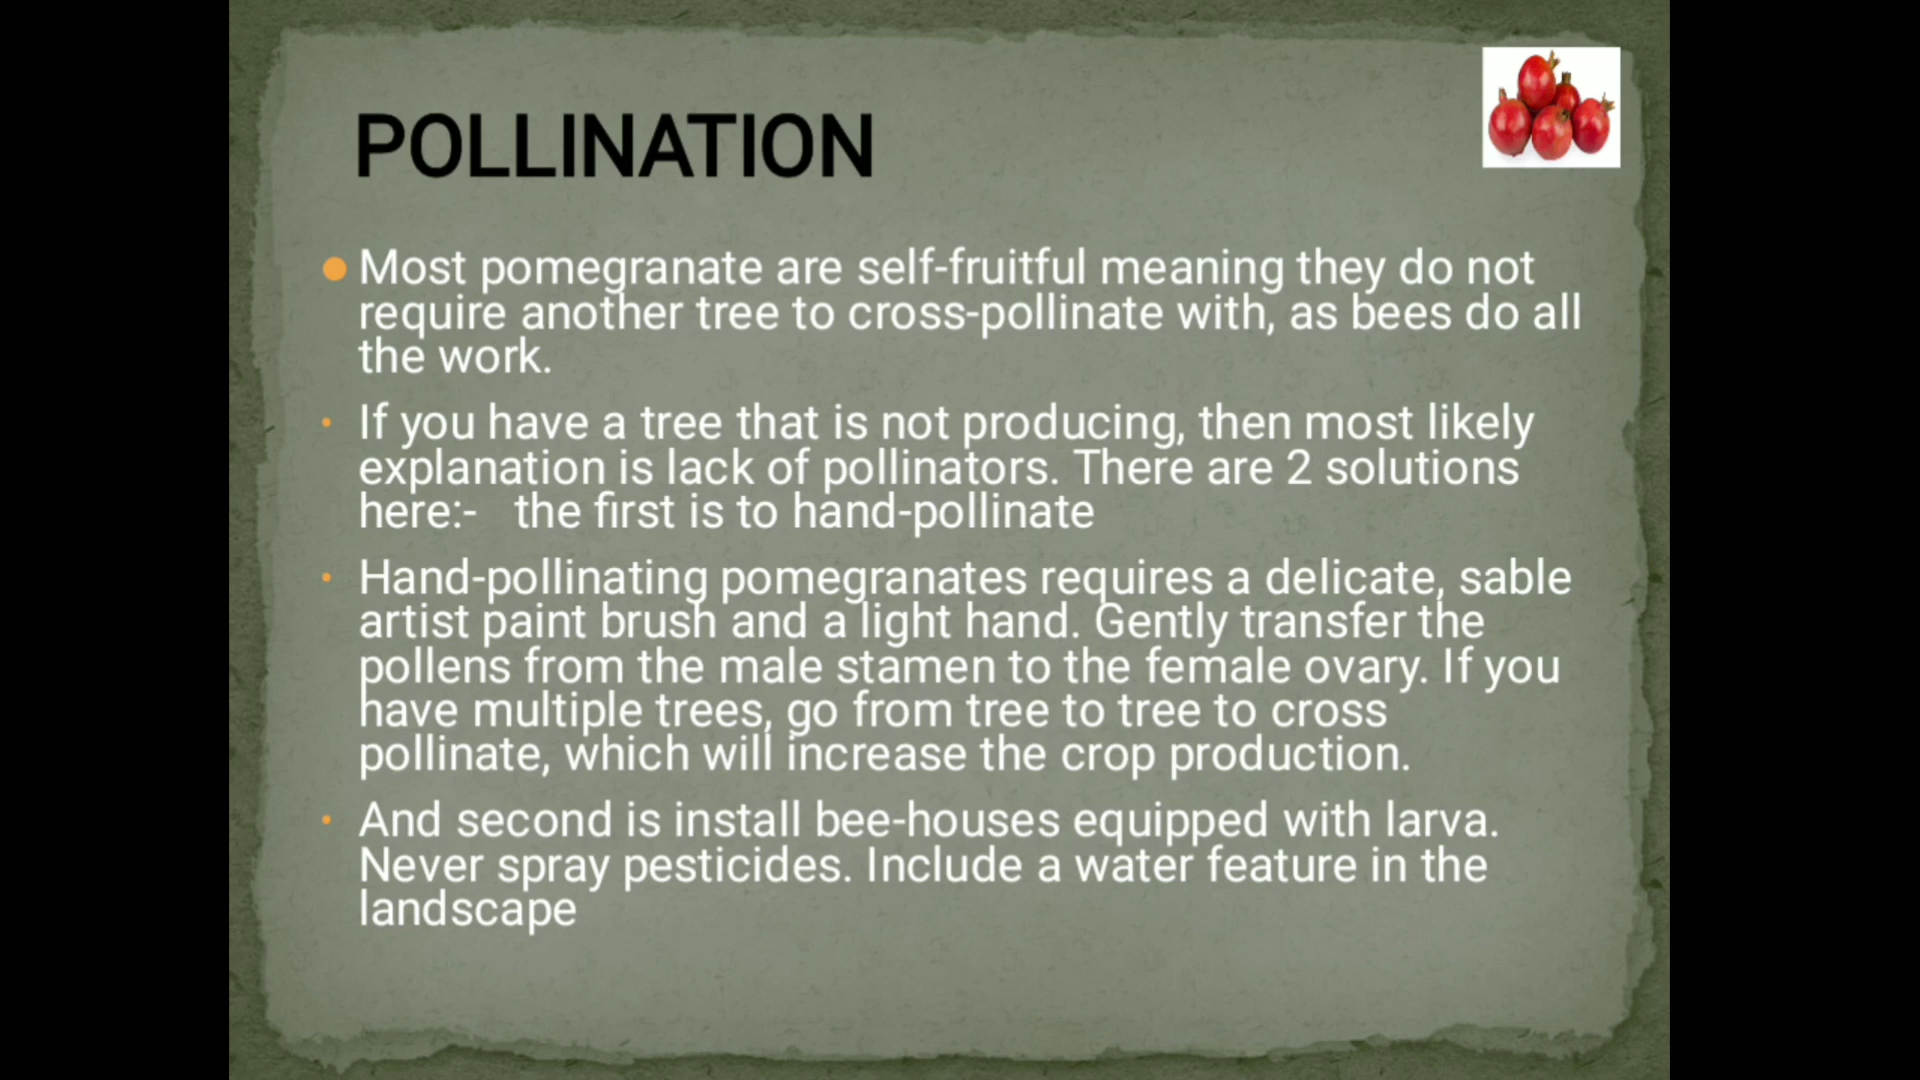 POLLINATION
Most pomegranate are self-fruitful meaning they do not
require another tree to cross-pollinate with, as bees do all
the work.
If you have a tree that is not producing, then most likely
explanation is lack of pollinators. There are 2 solutions
here:- the first is to hand-pollinate
Hand-pollinating pomegranates requires a delicate, sable
artist paint brush and a light hand. Gently transfer the
pollens from the male stamen to the female ovary. If you
have multiple trees, go from tree to tree to cross
pollinate, which will increase the crop production.
And second is install bee-houses equipped with larva.
Never spray pesticides. Include a water feature in the
landscape